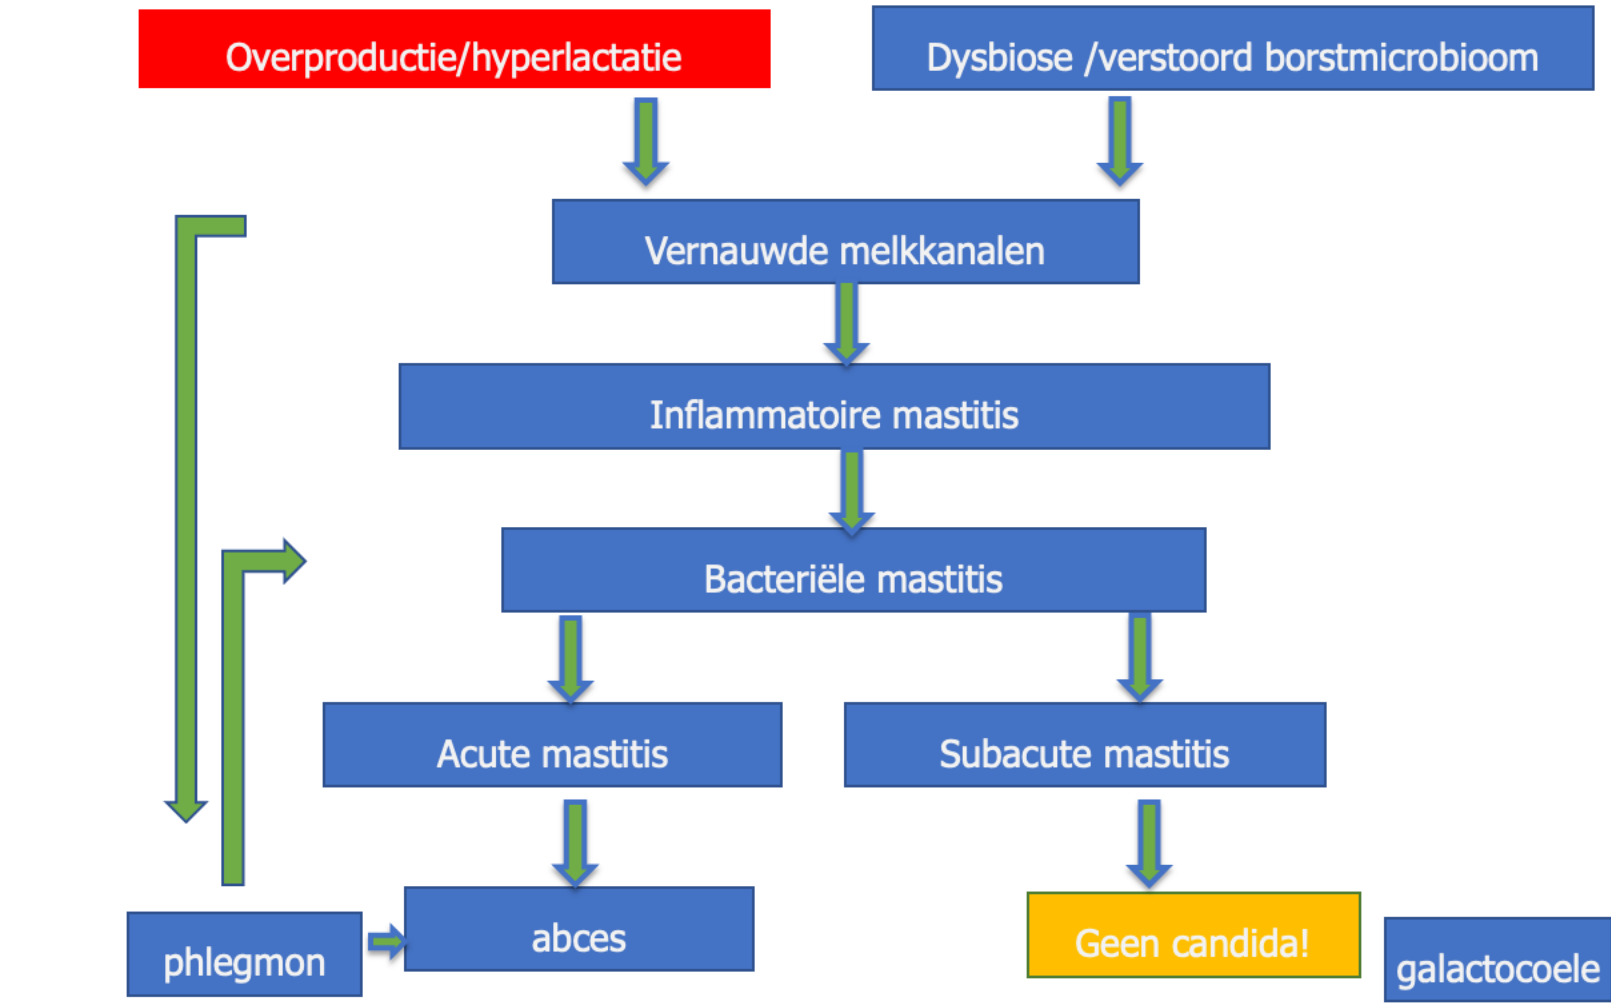 Overproductie/hyperlactatie
Dysbiose /verstoord borstmicrobioom
Vernauwde melkkanalen
Inflammatoire mastitis
Bacteriële mastitis
Acute mastitis
Subacute mastitis
phlegmon
abces
Geen candida!
galactocoele